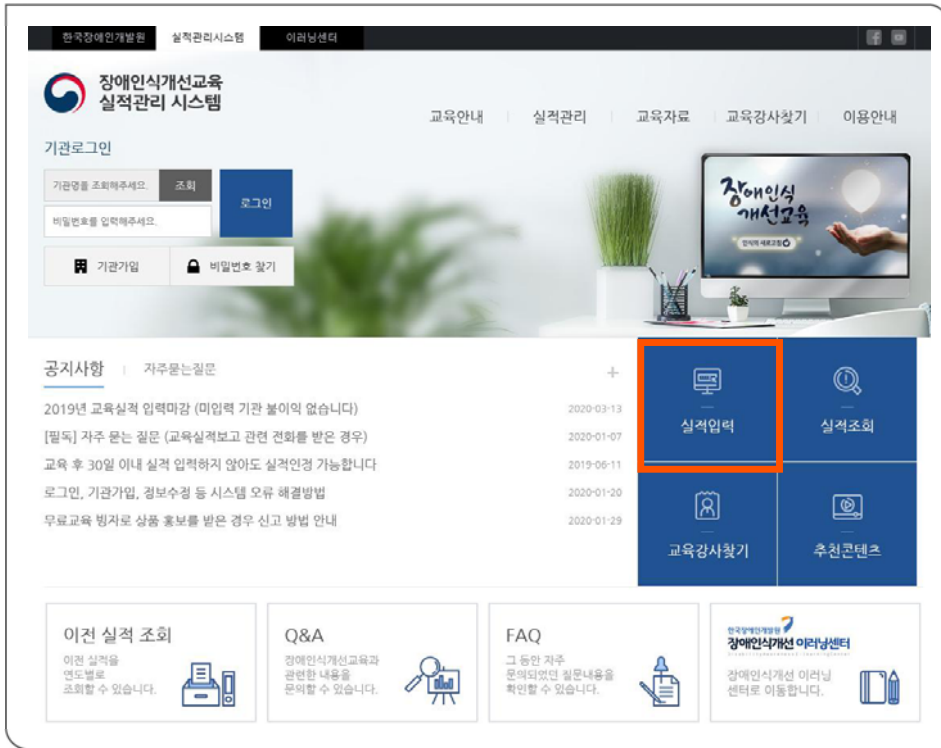 한국장애인개발원 실적관리시스템 이러닝센터
장애인식개선교육
실적관리 시스템
교육안내 실적관리 교육자료 교육강사찾기 이용안내
기관로그인
기관명을 조회해주세요. 조회
로그인
비밀번호를 입력해주세요.
기관가입 비밀번호 찾기
장애인식
개선교육
인식의 새로고침
공지사항 자주묻는질문 +
2019년 교육실적 입력마감 (미입력 기관 불이익 없습니다) 2020-03-13
[필독] 자주 묻는 질문 (교육실적보고 관련 전화를 받은 경우) 2020-01-07
교육 후 30일 이내 실적 입력하지 않아도 실적인정 가능합니다 2019-06-11
로그인, 기관가입, 정보수정 등 시스템 오류 해결방법 2020-01-20
무료교육 빙자로 상품 홍보를 받은 경우 신고 방법 안내 2020-01-29
실적입력 실적조회
교육강사찾기 추천콘텐츠
이전 실적 조회
이전 실적을
연도별로
조회할 수 있습니다.
Q&A
장애인식개선교육과
관련한 내용을
문의할 수 있습니다.
FAQ
그 동안 자주
문의되었던 질문내용을
확인할 수 있습니다.
한국장애인개발원
장애인식개선 이러닝센터
장애인식개선 이러닝
센터로 이동합니다.